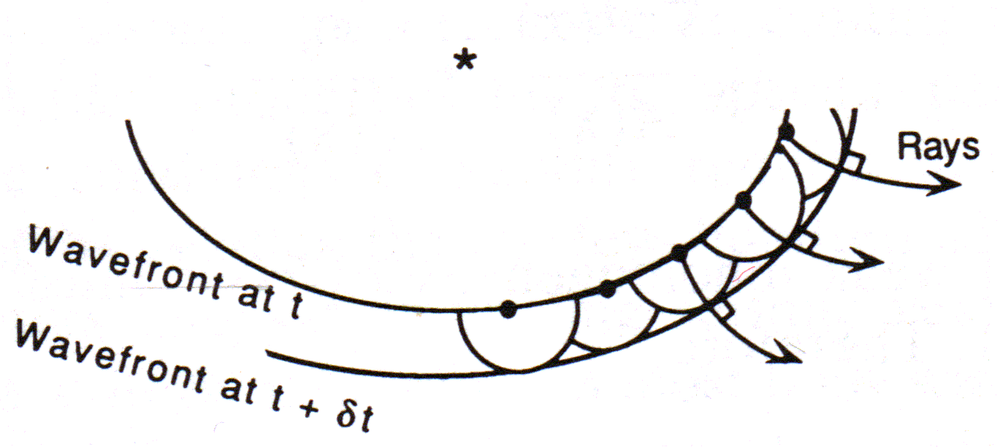 Rays
Wavefront at t
Wavefront at t + δt